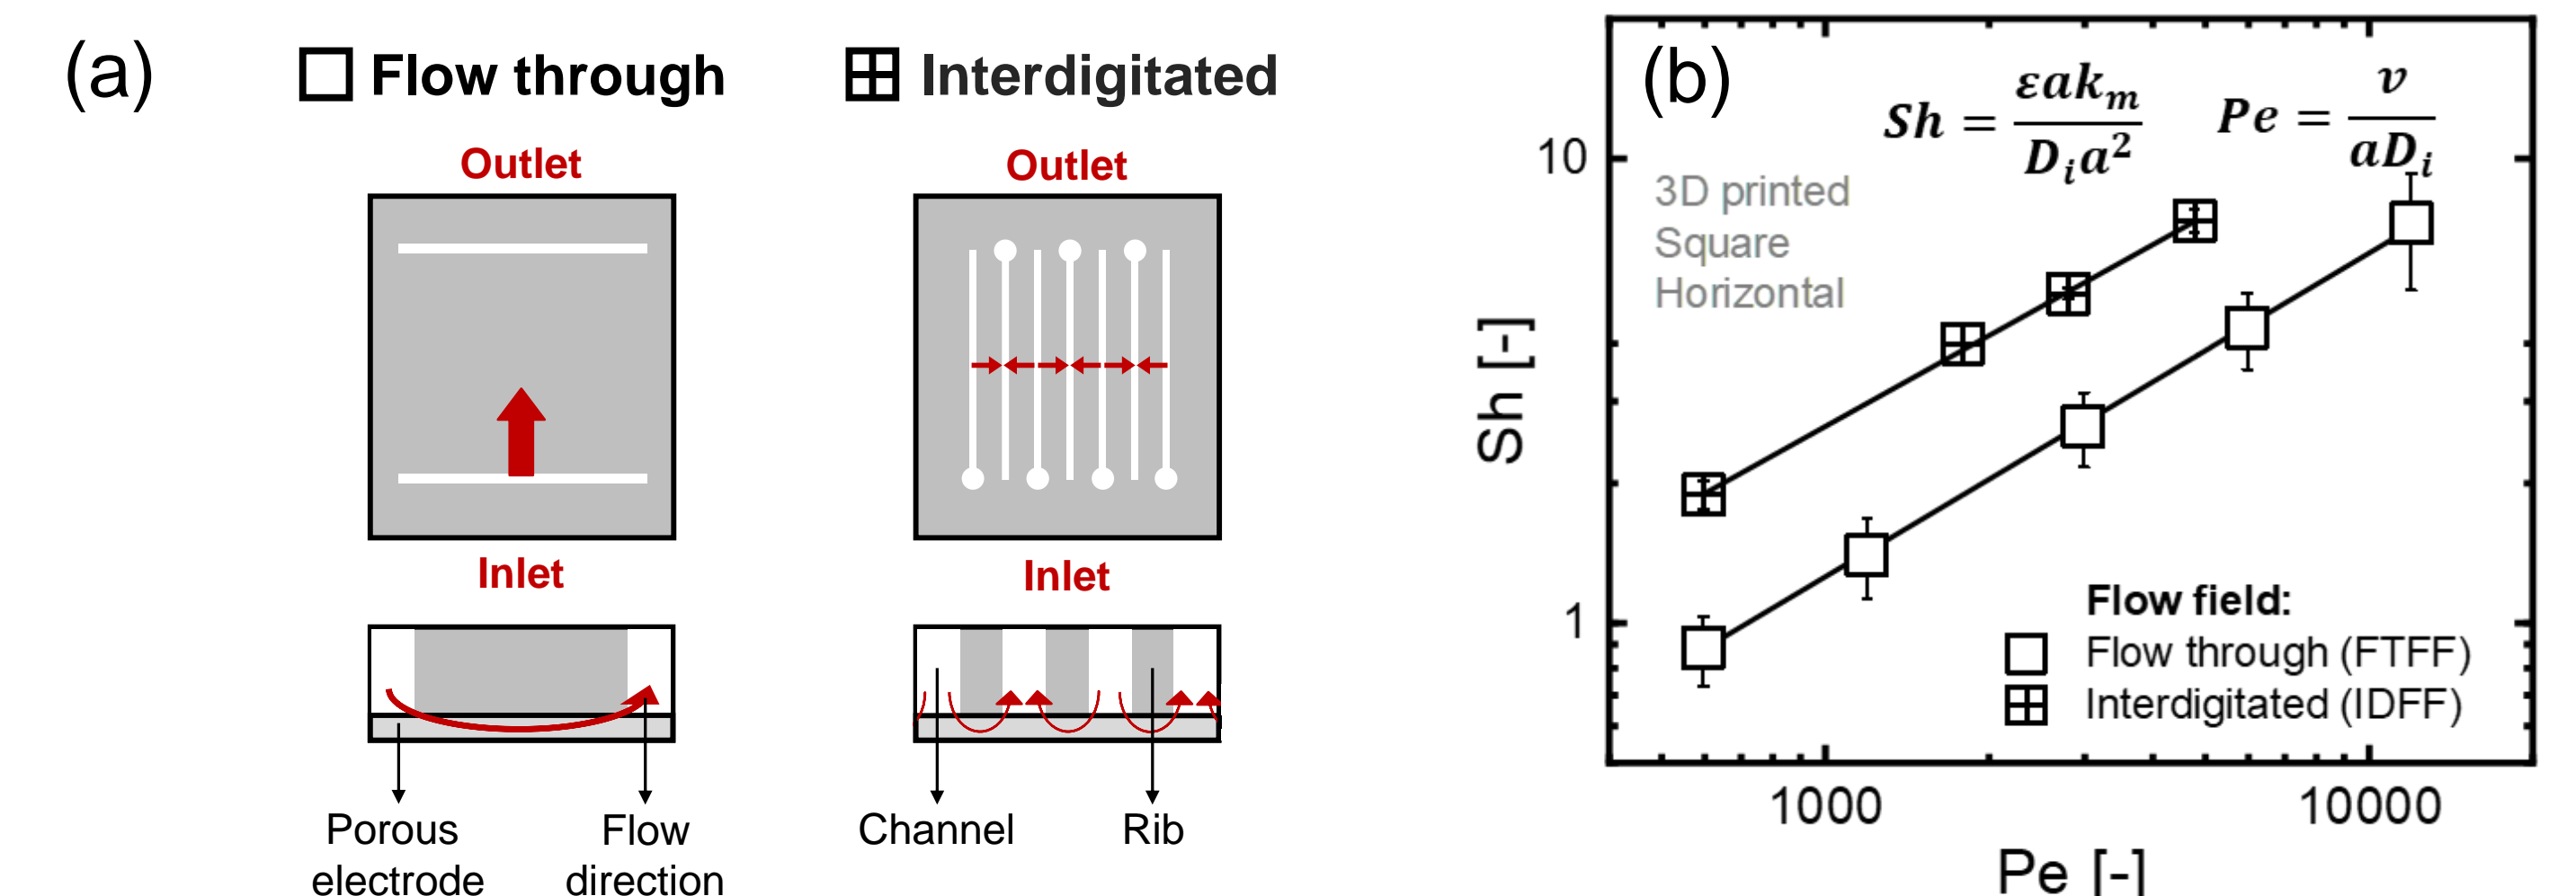 (a)
Flow through
Interdigitated
Outlet
Outlet
Inlet
Inlet
Porous
electrode
Flow
direction
Channel
Rib
(b)
Sh = εak_m / D_i a²
Pe = v / aD_i
3D printed
Square
Horizontal
Sh [-]
10
1
Flow field:
Flow through (FTFF)
Interdigitated (IDFF)
1000
10000
Pe [-]